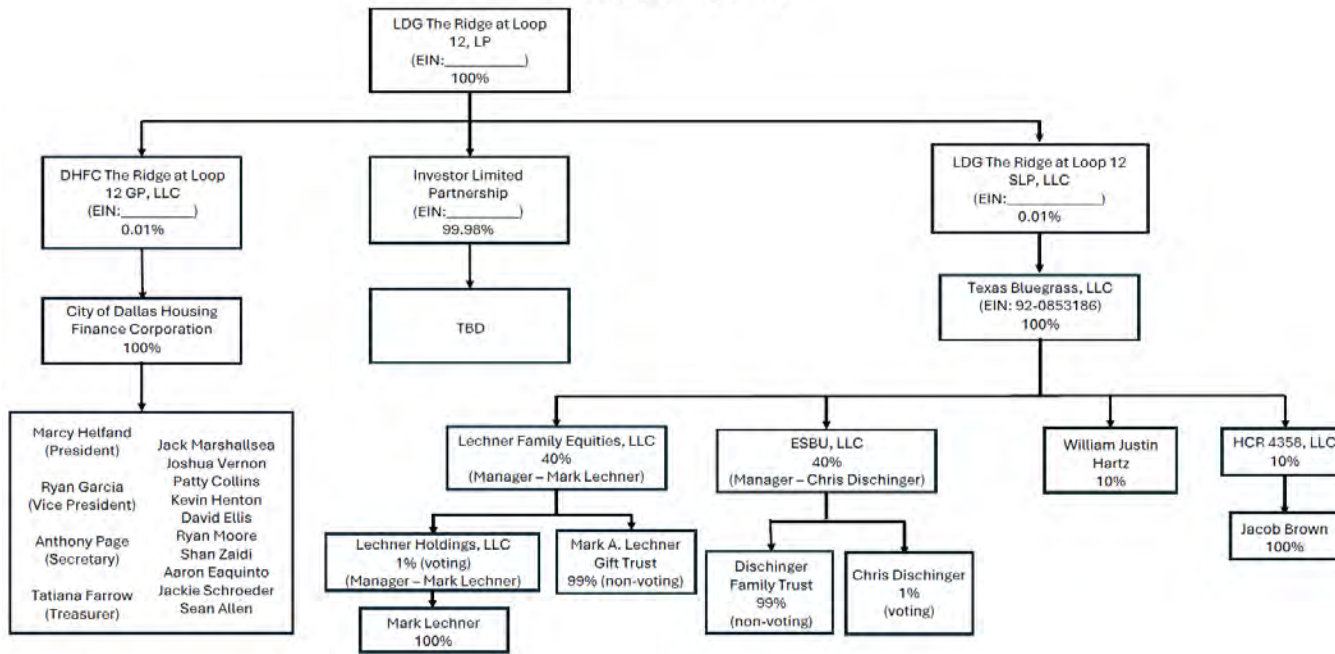 LDG The Ridge at Loop
12, LP
(EIN:__________)
100%
DHFC The Ridge at Loop
12 GP, LLC
(EIN:__________)
0.01%
Investor Limited
Partnership
(EIN:__________)
99.98%
LDG The Ridge at Loop 12
SLP, LLC
(EIN:____________)
0.01%
City of Dallas Housing
Finance Corporation
100%
TBD
Texas Bluegrass, LLC
(EIN: 92-0853186)
100%
Marcy Helfand
(President)
Ryan Garcia
(Vice President)
Anthony Page
(Secretary)
Tatiana Farrow
(Treasurer)
Jack Marshallsea
Joshua Vernon
Patty Collins
Kevin Henton
David Ellis
Ryan Moore
Shan Zaidi
Aaron Eaquinto
Jackie Schroeder
Sean Allen
Lechner Family Equities, LLC
40%
(Manager – Mark Lechner)
ESBU, LLC
40%
(Manager – Chris Dischinger)
William Justin
Hartz
10%
HCR 4358, LLC
10%
Lechner Holdings, LLC
1% (voting)
(Manager – Mark Lechner)
Mark A. Lechner
Gift Trust
99% (non-voting)
Dischinger
Family Trust
99%
(non-voting)
Chris Dischinger
1%
(voting)
Jacob Brown
100%
Mark Lechner
100%